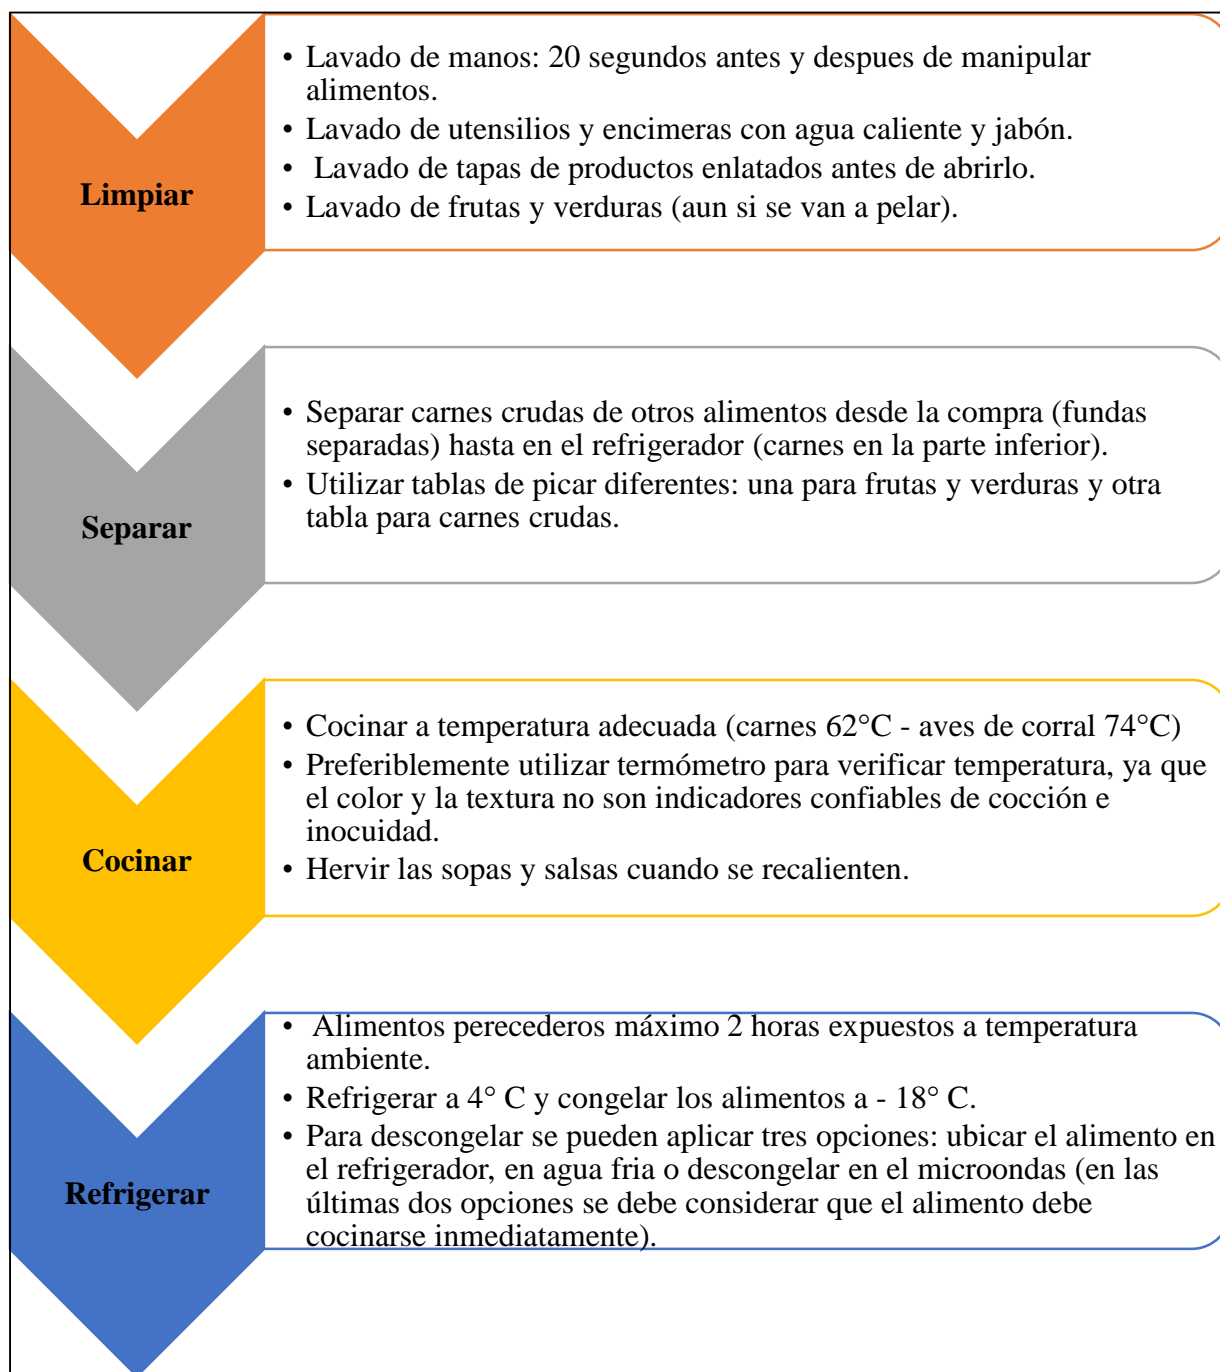 Limpiar
• Lavado de manos: 20 segundos antes y despues de manipular
alimentos.
• Lavado de utensilios y encimeras con agua caliente y jabón.
• Lavado de tapas de productos enlatados antes de abrirlo.
• Lavado de frutas y verduras (aun si se van a pelar).
Separar
• Separar carnes crudas de otros alimentos desde la compra (fundas
separadas) hasta en el refrigerador (carnes en la parte inferior).
• Utilizar tablas de picar diferentes: una para frutas y verduras y otra
tabla para carnes crudas.
Cocinar
• Cocinar a temperatura adecuada (carnes 62°C - aves de corral 74°C)
• Preferiblemente utilizar termómetro para verificar temperatura, ya que
el color y la textura no son indicadores confiables de cocción e
inocuidad.
• Hervir las sopas y salsas cuando se recalienten.
Refrigerar
• Alimentos perecederos máximo 2 horas expuestos a temperatura
ambiente.
• Refrigerar a 4° C y congelar los alimentos a - 18° C.
• Para descongelar se pueden aplicar tres opciones: ubicar el alimento en
el refrigerador, en agua fria o descongelar en el microondas (en las
últimas dos opciones se debe considerar que el alimento debe
cocinarse inmediatamente).